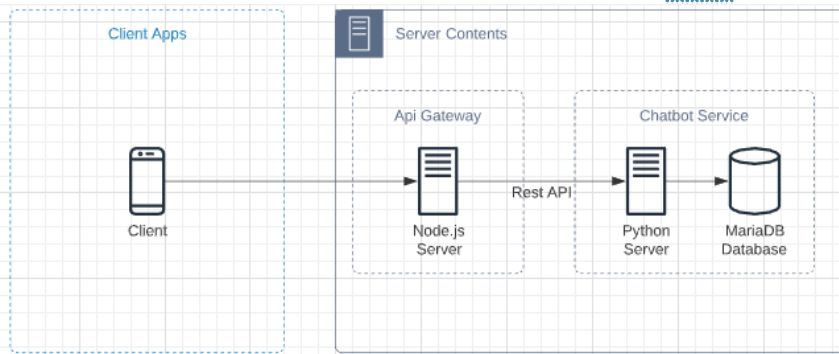 Client Apps
Server Contents
Api Gateway
Chatbot Service
Rest API
Client
Node.js
Server
Python
Server
MariaDB
Database